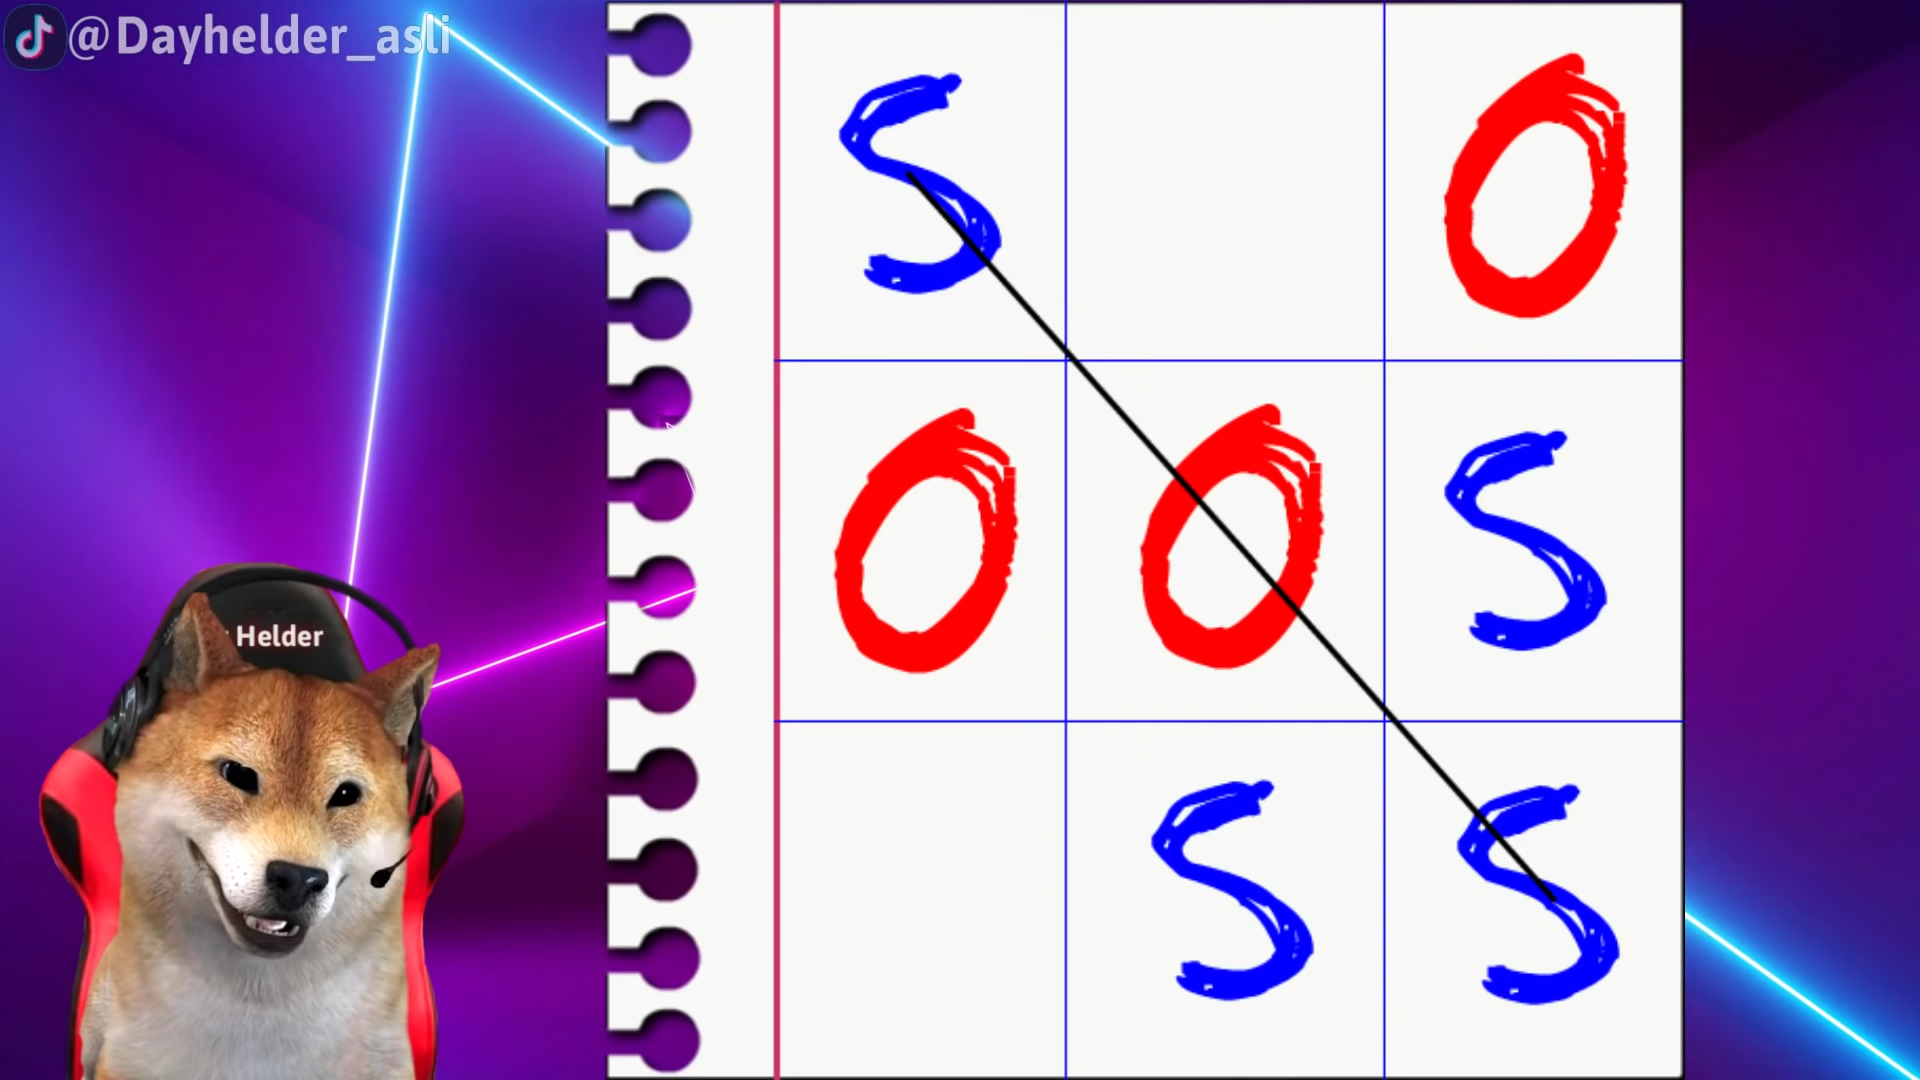 @Dayhelder_asli
S O
O O S
S S
Helder